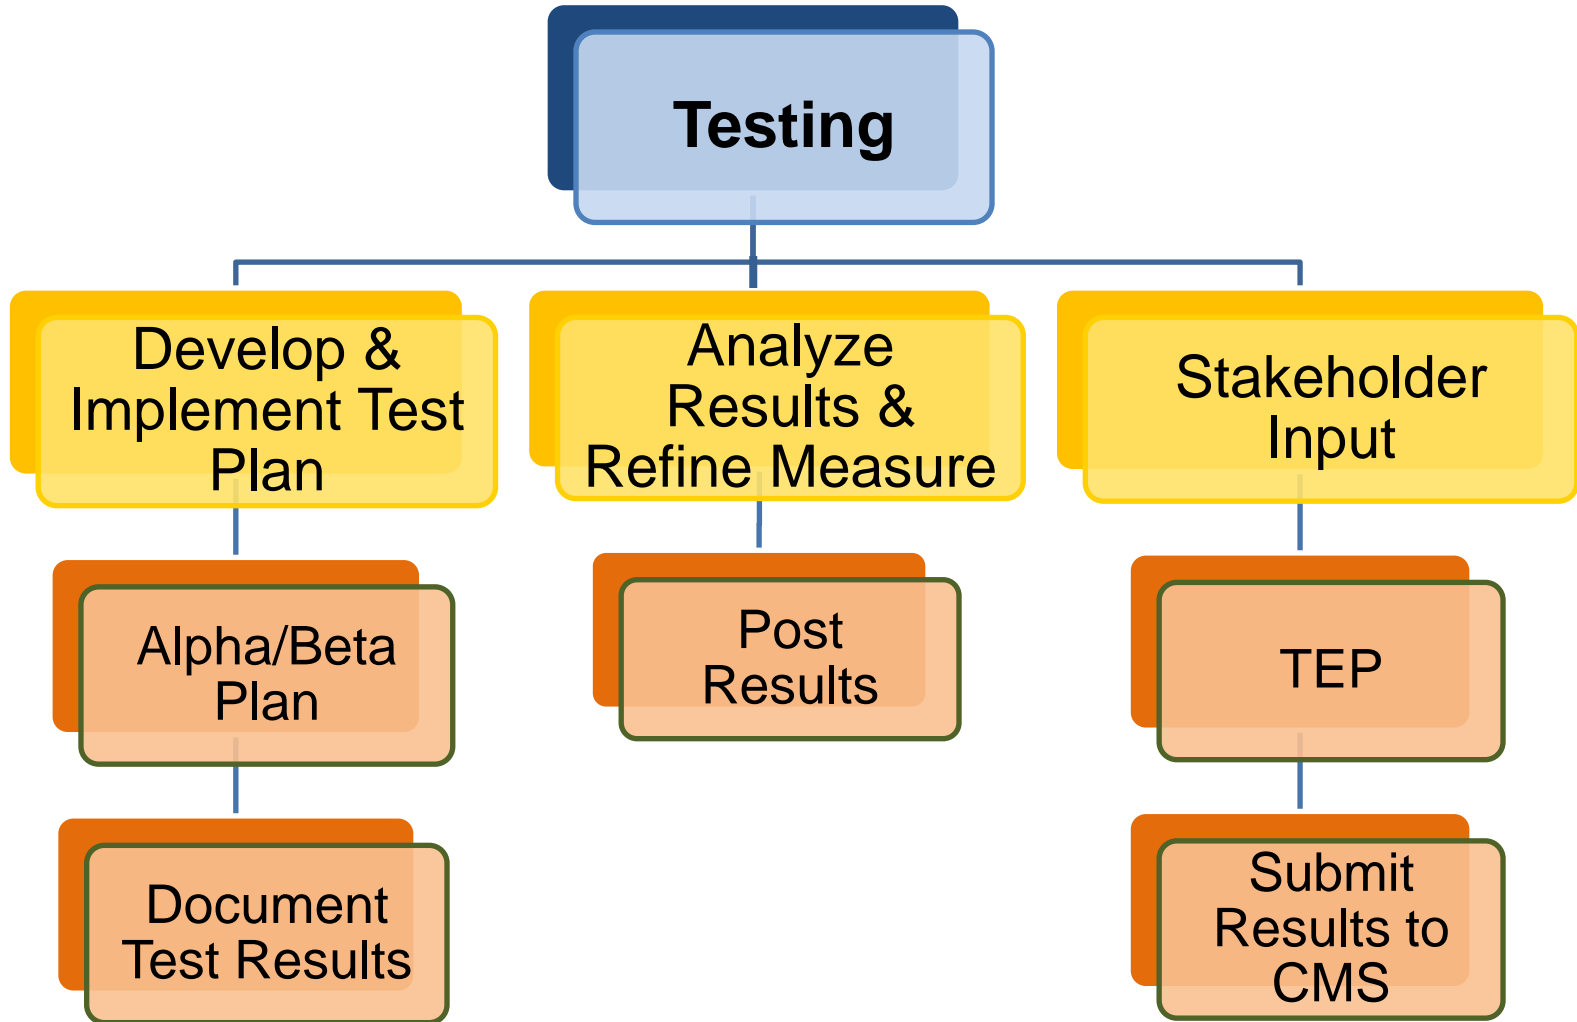 Testing
Develop &
Implement Test
Plan
Analyze
Results &
Refine Measure
Stakeholder
Input
Alpha/Beta
Plan
Post
Results
TEP
Document
Test Results
Submit
Results to
CMS